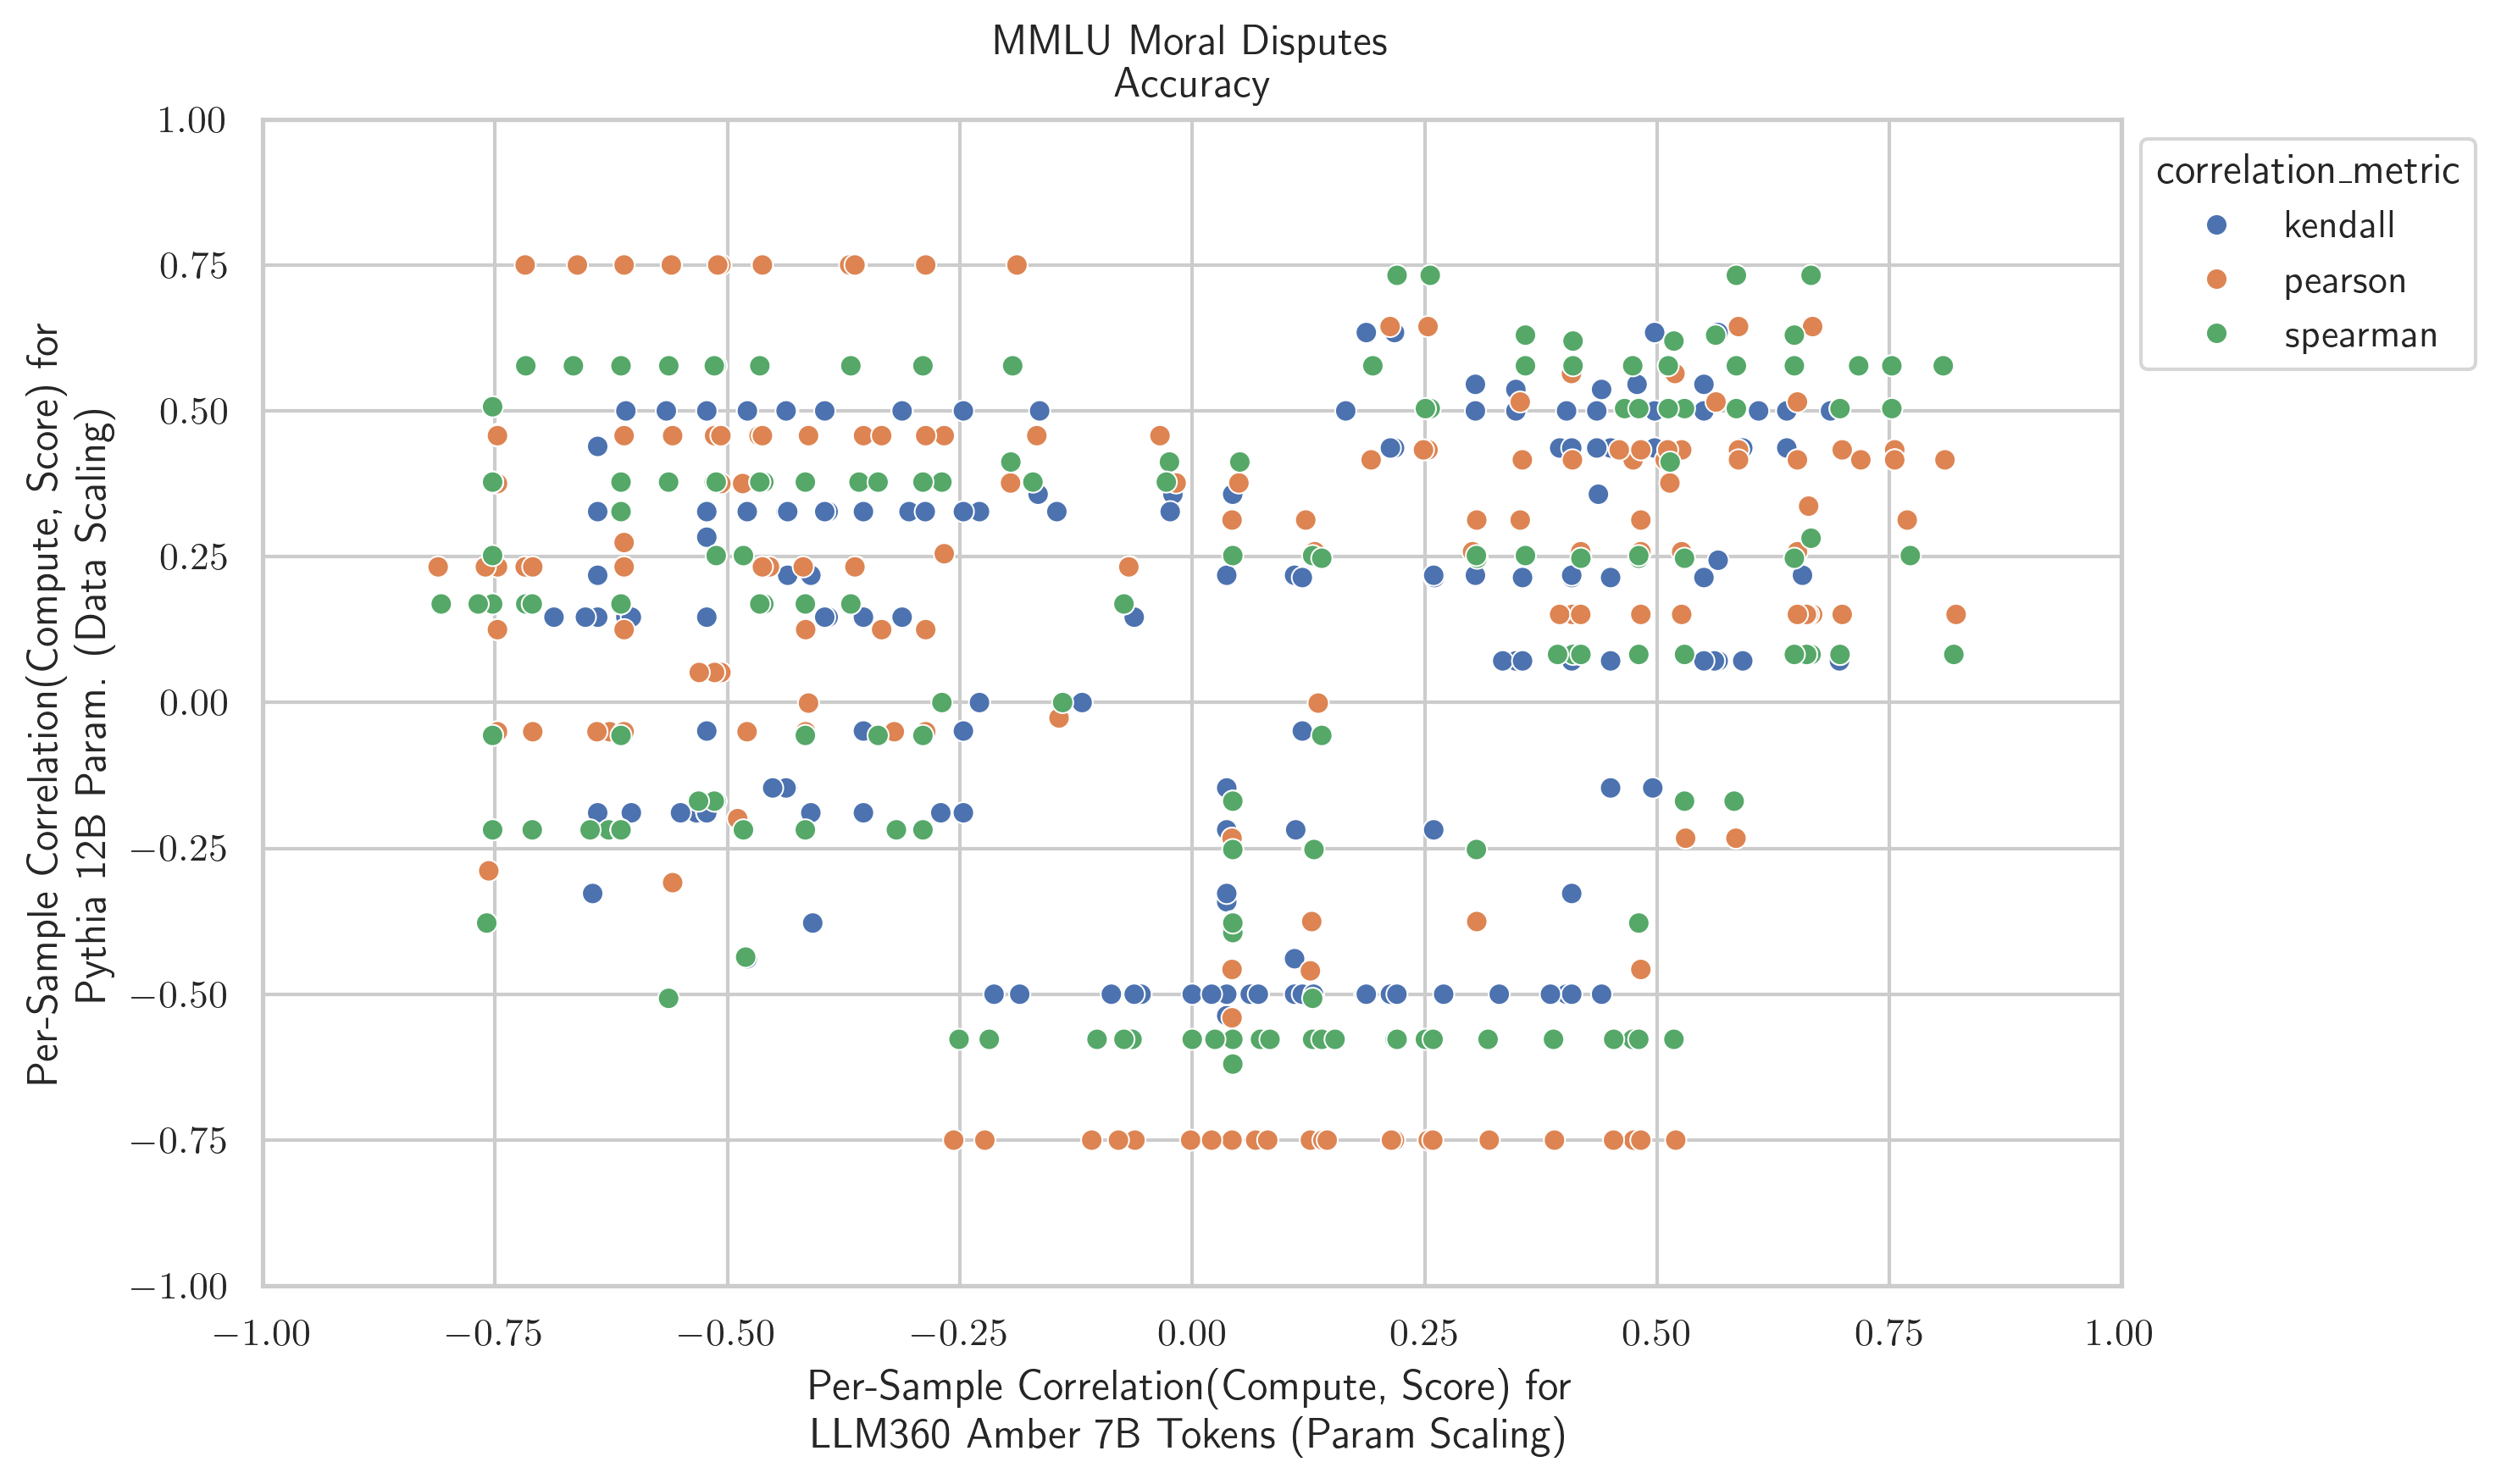 MMLU Moral Disputes
Accuracy
Per-Sample Correlation(Compute, Score) for
Pythia 12B Param. (Data Scaling)
1.00
0.75
0.50
0.25
0.00
−0.25
−0.50
−0.75
−1.00
−1.00 −0.75 −0.50 −0.25 0.00 0.25 0.50 0.75 1.00
Per-Sample Correlation(Compute, Score) for
LLM360 Amber 7B Tokens (Param Scaling)
correlation_metric
kendall
pearson
spearman